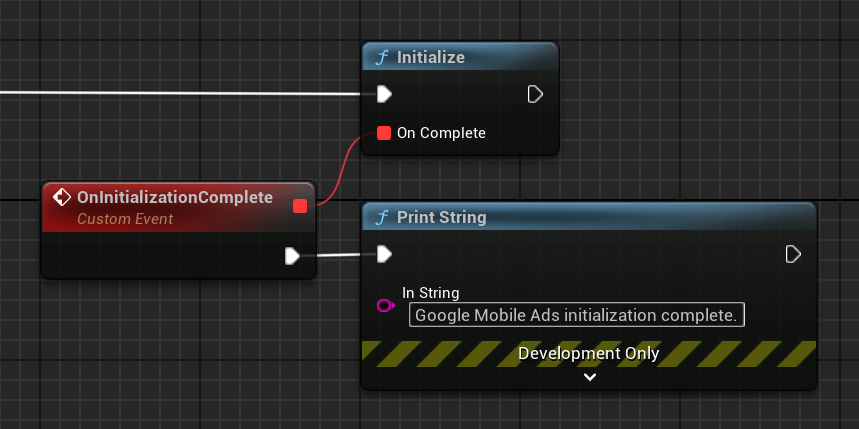 Initialize
On Complete
OnInitializationComplete
Custom Event
Print String
In String
Google Mobile Ads initialization complete.
Development Only